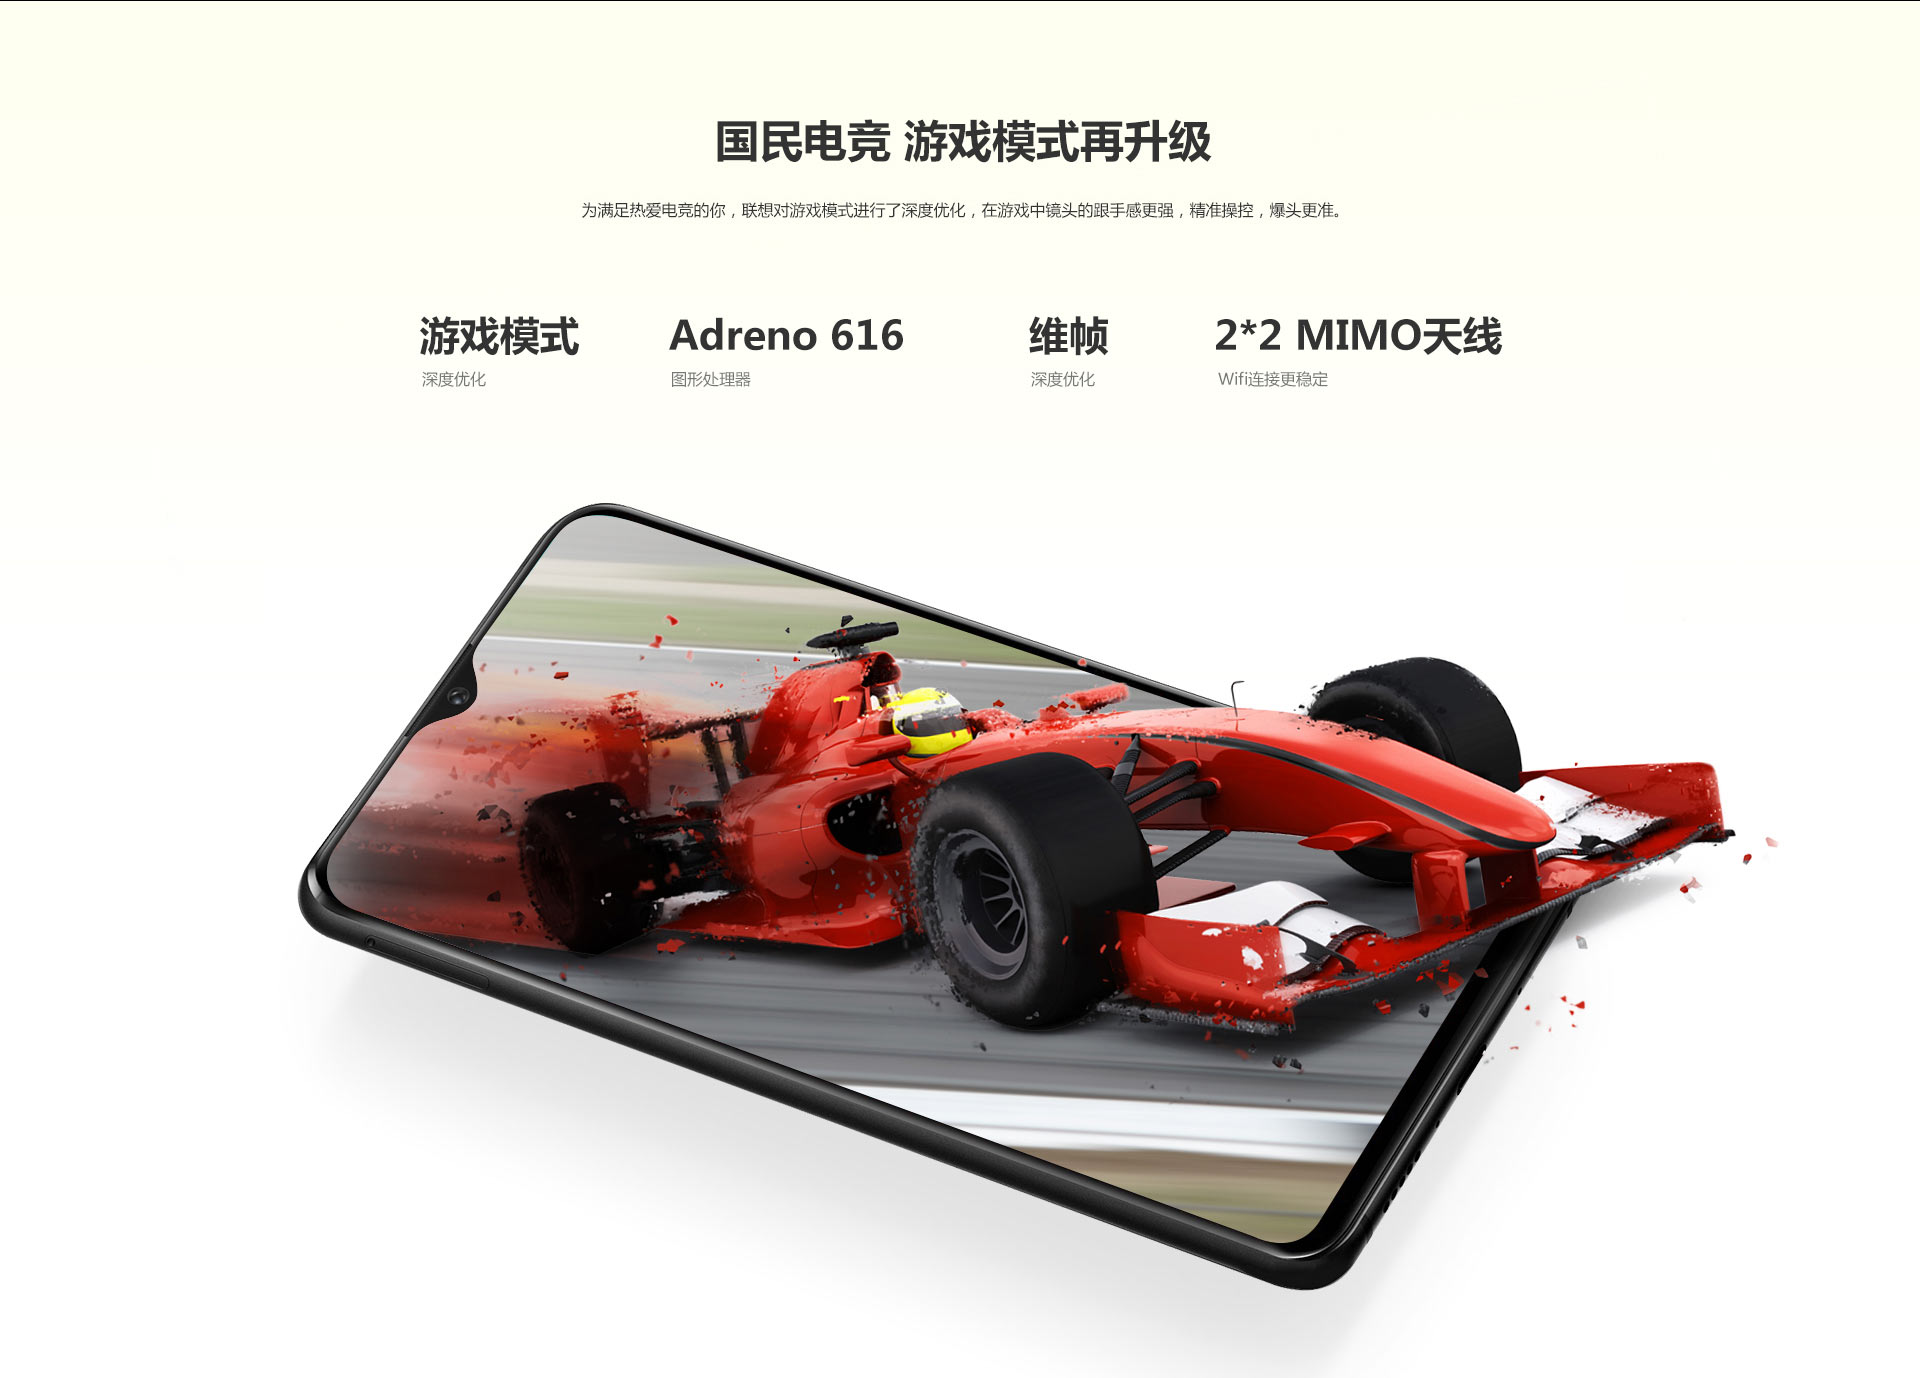 国民电竞 游戏模式再升级
为满足热爱电竞的你，联想对游戏模式进行了深度优化，在游戏中镜头的跟手感更强，精准操控，爆头更准。
游戏模式 Adreno 616 维帧 2*2 MIMO天线
深度优化 图形处理器 深度优化 Wifi连接更稳定